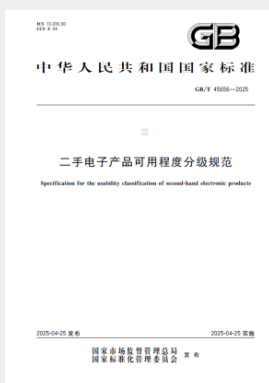 ICS 13.030.50
CCS Z 04
GB
中华人民共和国国家标准
GB/T 45656—2025
二手电子产品可用程度分级规范
Specification for the usability classification of second-hand electronic products
2025-04-25 发布
2025-04-25 实施
国家市场监督管理总局
国家标准化管理委员会
发布